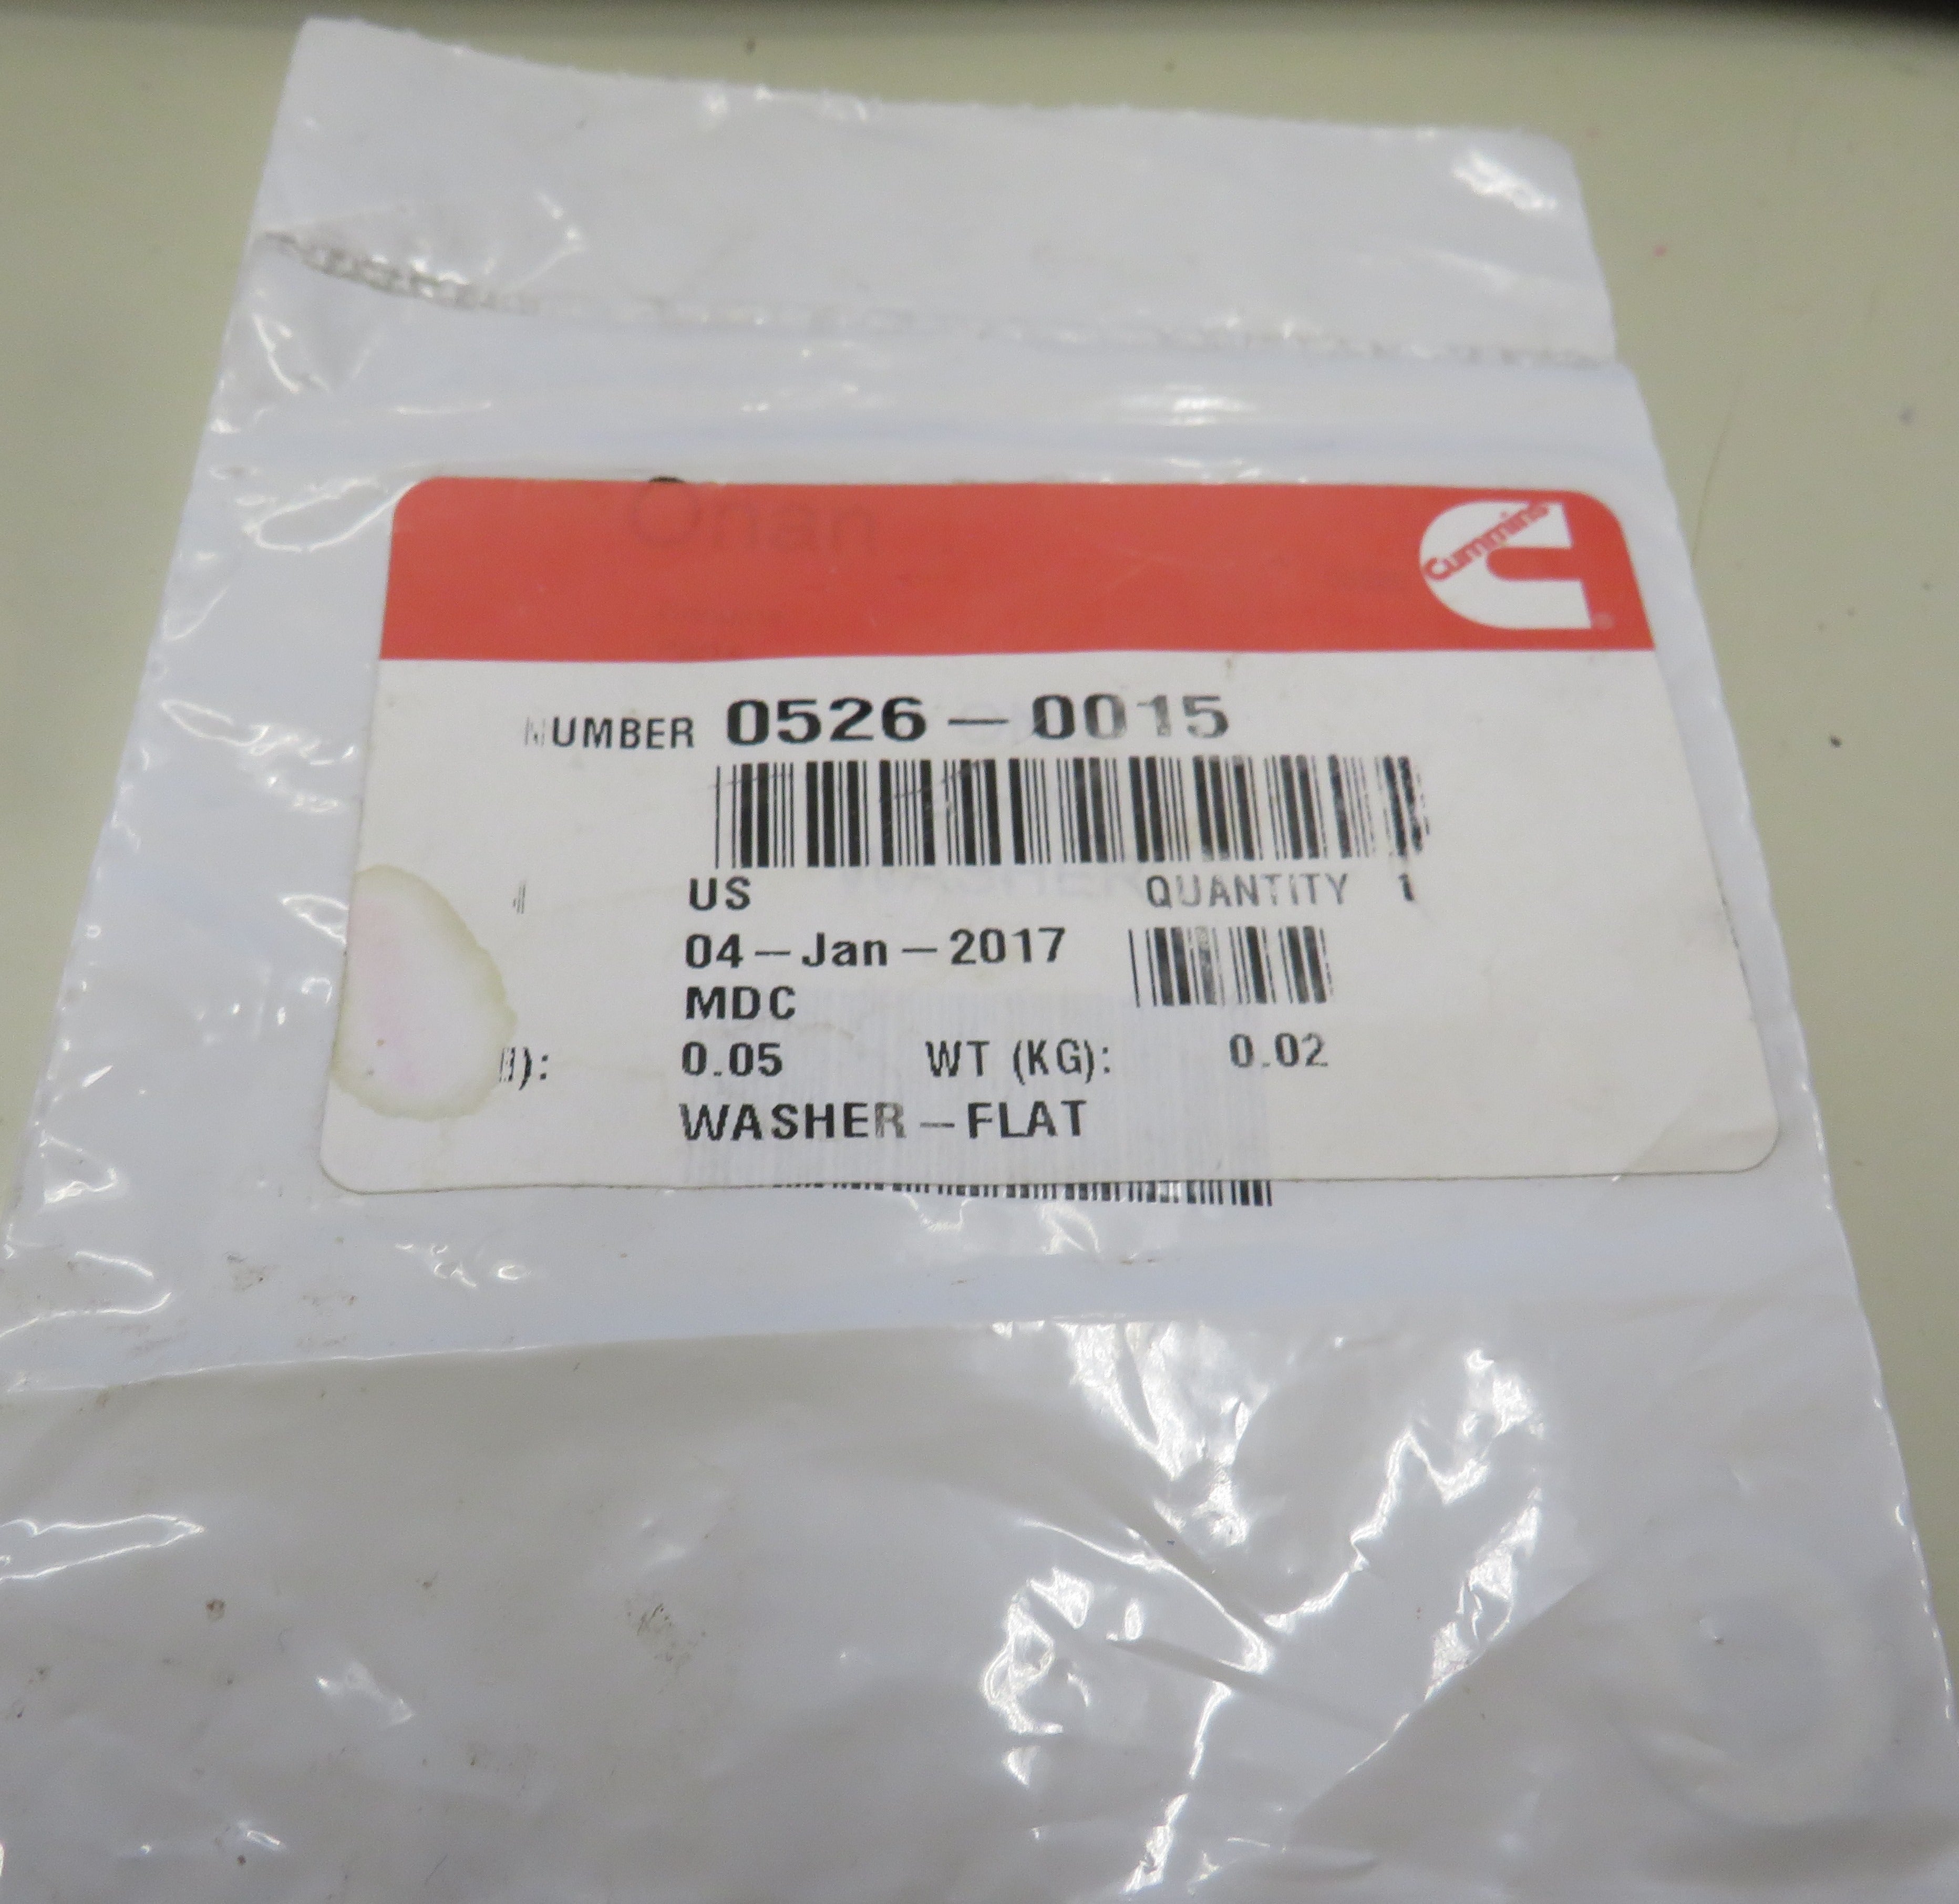 Onan
Cummins
NUMBER 0526-0015
US QUANTITY 1
04-Jan-2017
MDC
): 0.05 WT (KG): 0.02
WASHER-FLAT